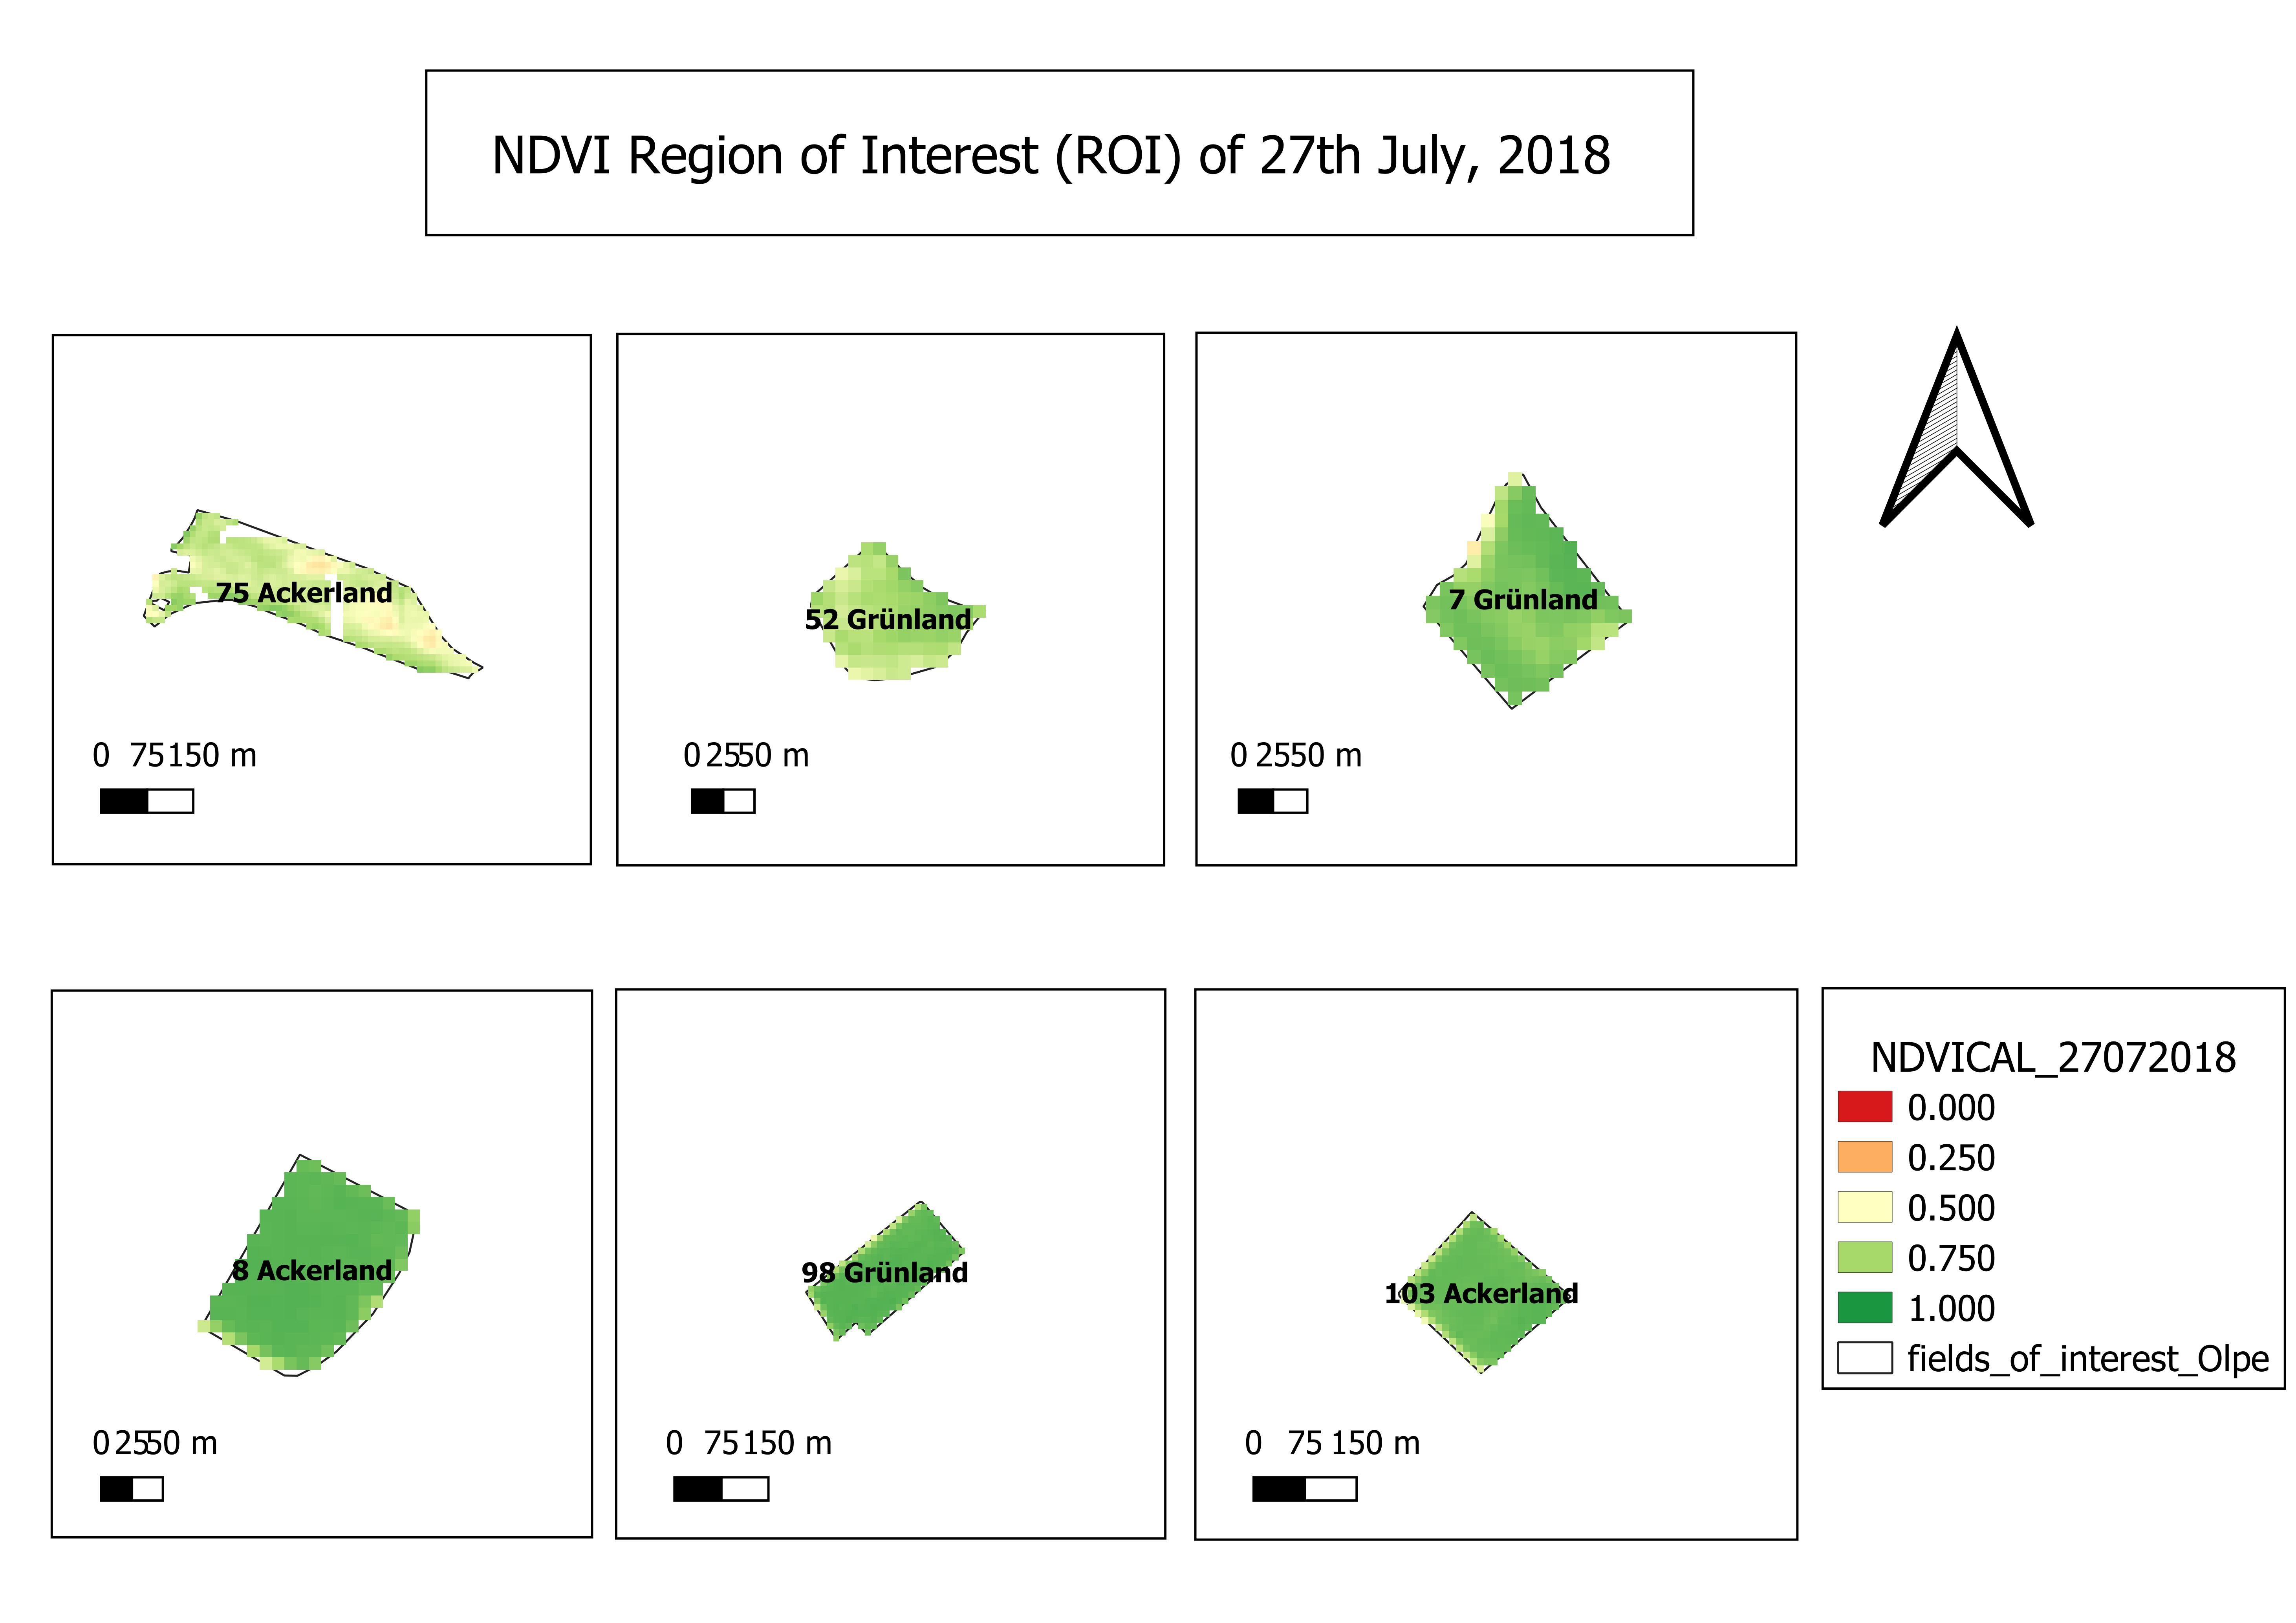 NDVI Region of Interest (ROI) of 27th July, 2018
75 Ackerland
0 75 150 m
52 Grünland
0 25 50 m
7 Grünland
0 25 50 m
8 Ackerland
0 25 50 m
98 Grünland
0 75 150 m
103 Ackerland
0 75 150 m
NDVICAL_27072018
0.000
0.250
0.500
0.750
1.000
fields_of_interest_Olpe